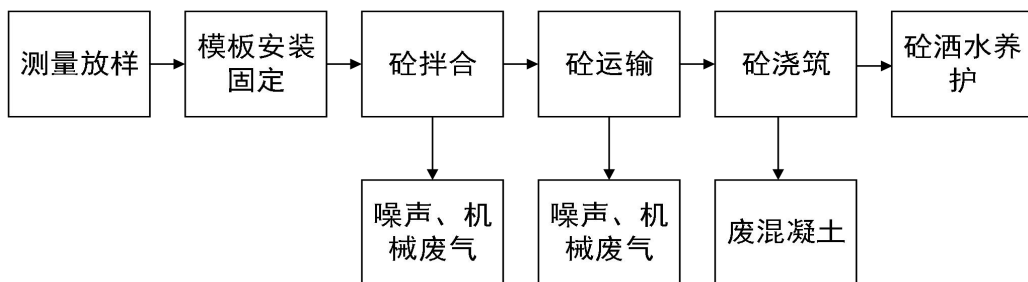 测量放样
模板安装
固定
砼拌合
砼运输
砼浇筑
砼洒水养
护
噪声、机
械废气
噪声、机
械废气
废混凝土